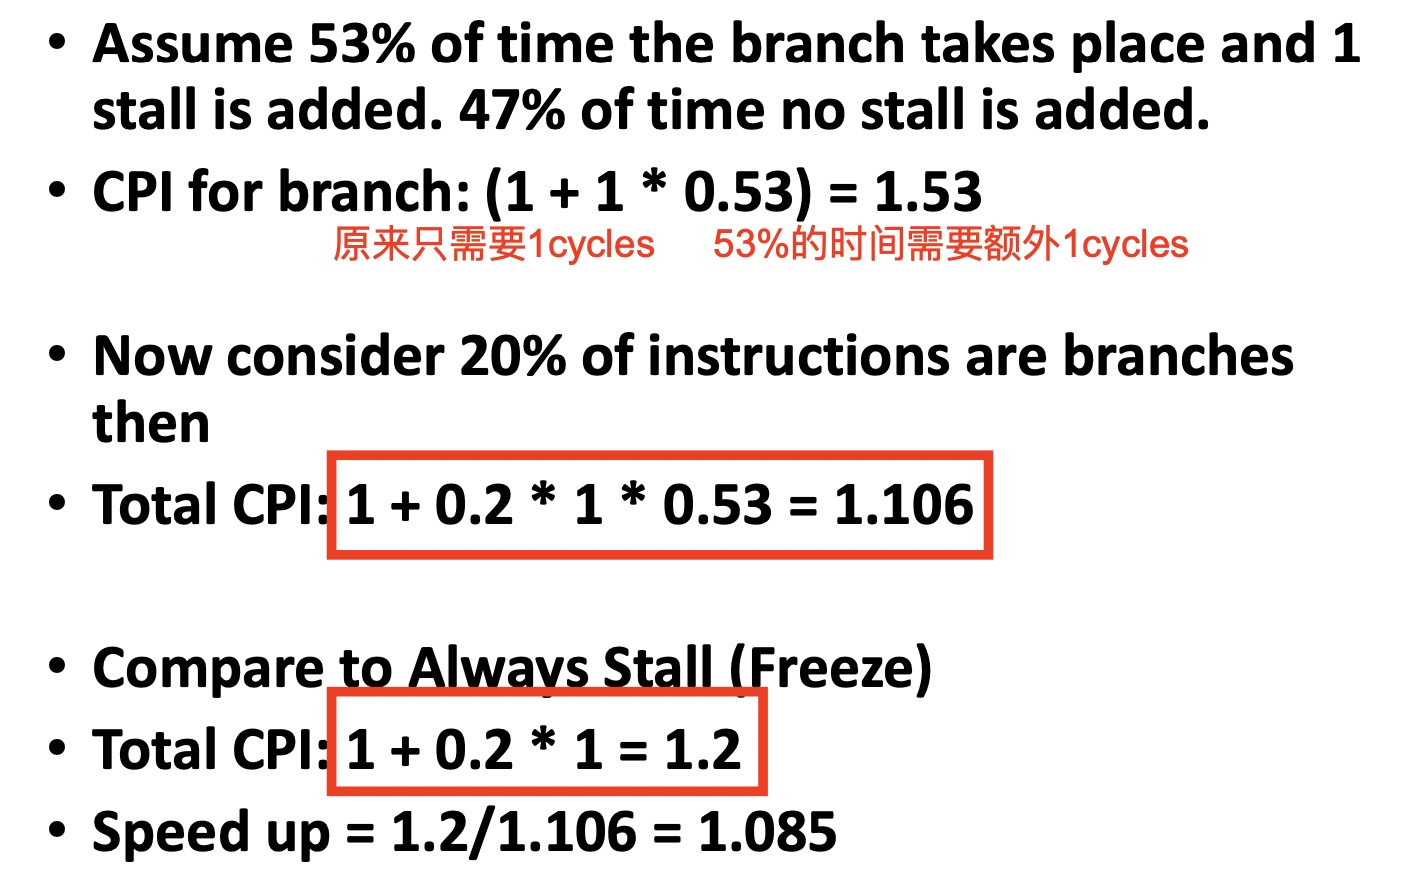 • Assume 53% of time the branch takes place and 1
stall is added. 47% of time no stall is added.
• CPI for branch: (1 + 1 * 0.53) = 1.53
原来只需要1cycles 53%的时间需要额外1cycles
• Now consider 20% of instructions are branches
then
• Total CPI: 1 + 0.2 * 1 * 0.53 = 1.106
• Compare to Always Stall (Freeze)
• Total CPI: 1 + 0.2 * 1 = 1.2
• Speed up = 1.2/1.106 = 1.085